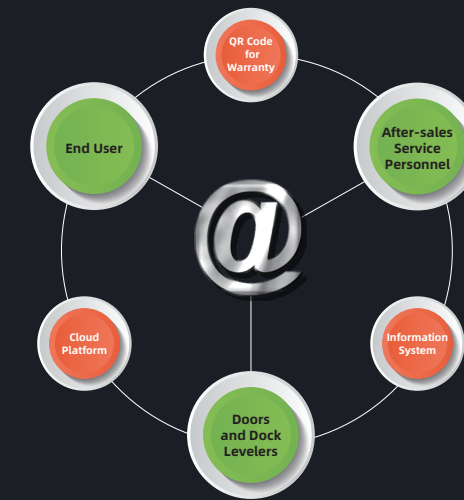 QR Code
for
Warranty
End User
After-sales
Service
Personnel
@
Cloud
Platform
Information
System
Doors
and Dock
Levelers